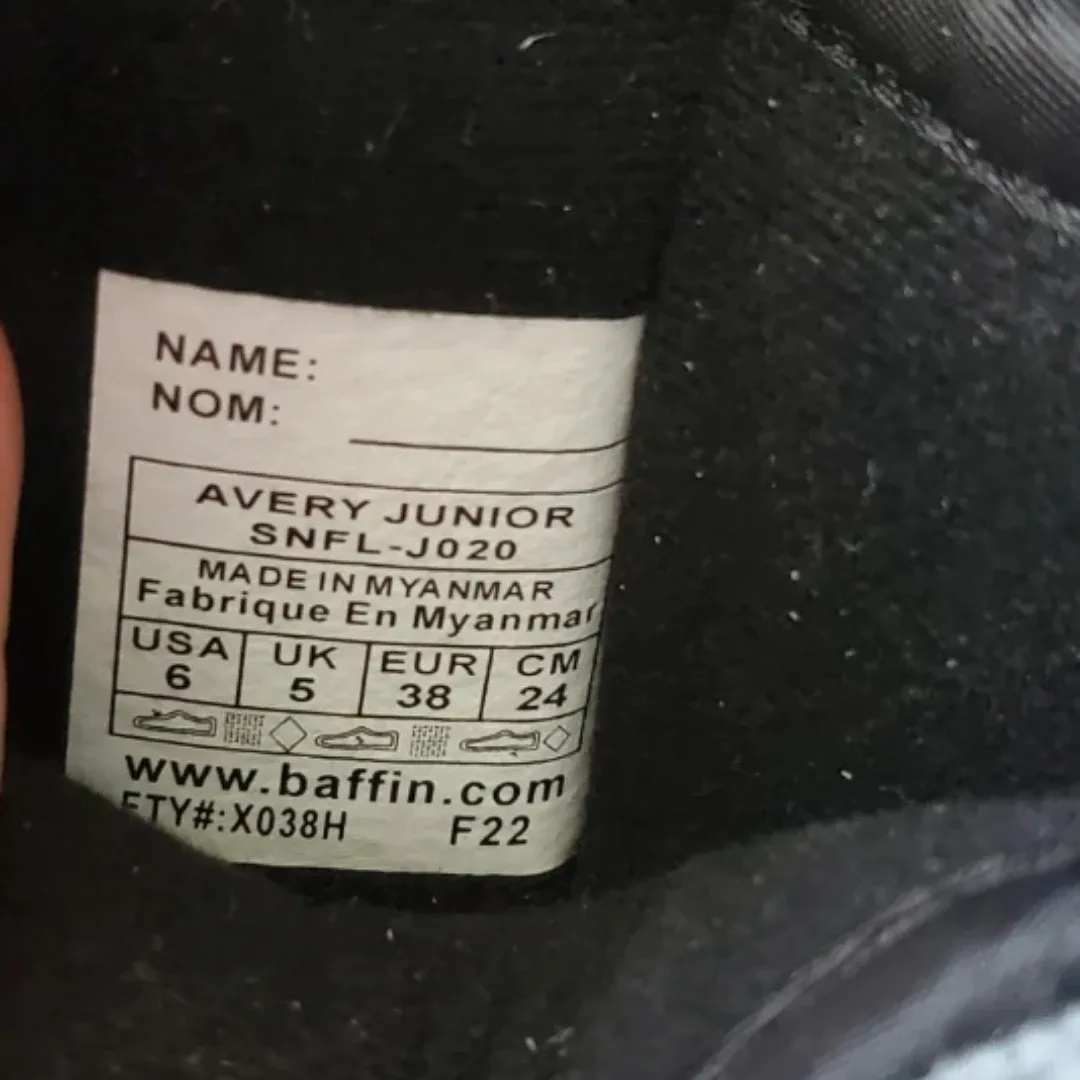 NAME:
NOM:
AVERY JUNIOR
SNFL-J020
MADE IN MYANMAR
Fabrique En Myanmar
USA UK EUR CM
6 5 38 24
www.baffin.com
FTY#:X038H F22